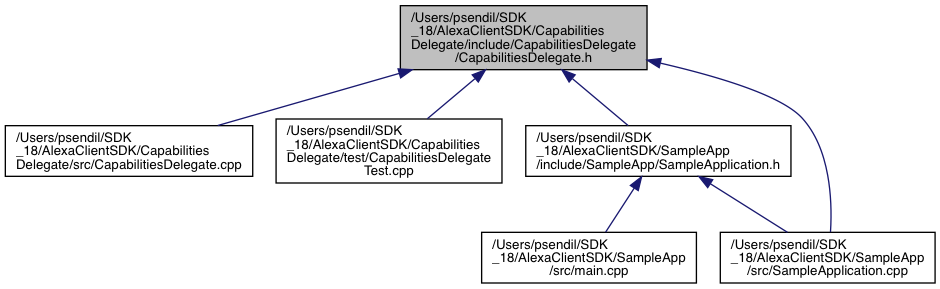 /Users/psendil/SDK
_18/AlexaClientSDK/Capabilities
Delegate/include/CapabilitiesDelegate
/CapabilitiesDelegate.h
/Users/psendil/SDK
_18/AlexaClientSDK/Capabilities
Delegate/src/CapabilitiesDelegate.cpp
/Users/psendil/SDK
_18/AlexaClientSDK/Capabilities
Delegate/test/CapabilitiesDelegate
Test.cpp
/Users/psendil/SDK
_18/AlexaClientSDK/SampleApp
/include/SampleApp/SampleApplication.h
/Users/psendil/SDK
_18/AlexaClientSDK/SampleApp
/src/main.cpp
/Users/psendil/SDK
_18/AlexaClientSDK/SampleApp
/src/SampleApplication.cpp